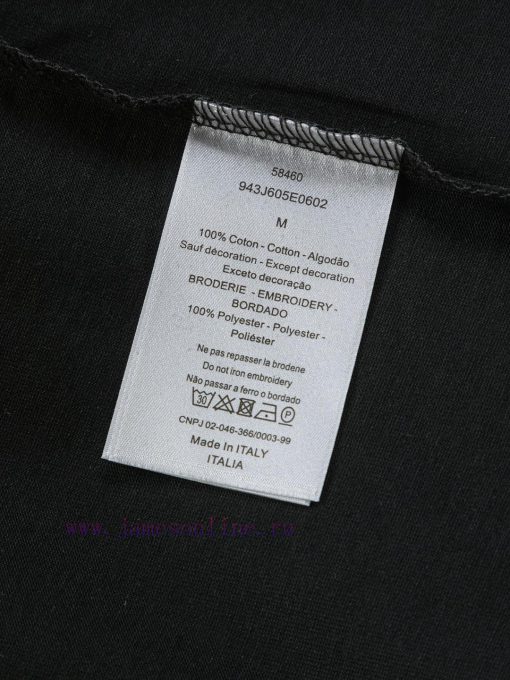 58460
943J605E0602
M
100% Coton - Cotton - Algodão
Sauf décoration - Except decoration
Exceto decoração
BRODERIE - EMBROIDERY -
BORDADO
100% Polyester - Polyester -
Poliéster
Ne pas repasser la broderie
Do not iron embroidery
Não passar a ferro o bordado
30 P
CNPJ 02-046-366/0003-99
Made In ITALY
ITALIA